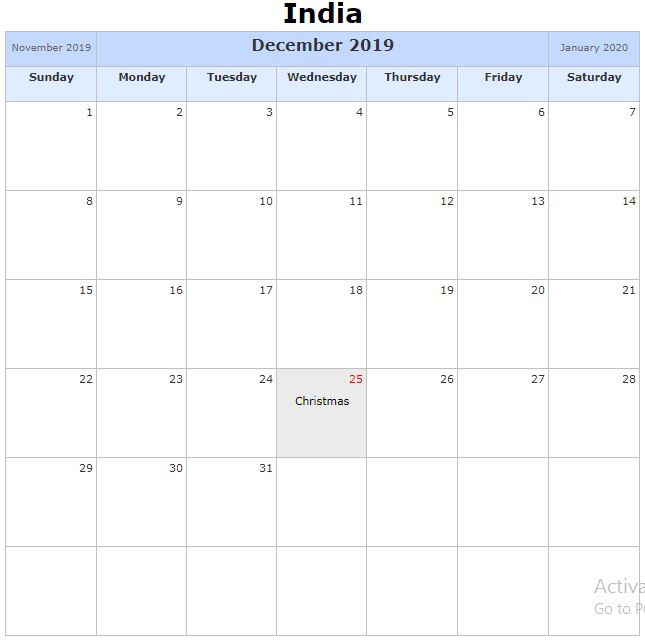 India
November 2019 December 2019 January 2020
Sunday Monday Tuesday Wednesday Thursday Friday Saturday
1 2 3 4 5 6 7
8 9 10 11 12 13 14
15 16 17 18 19 20 21
22 23 24 25 26 27 28
Christmas
29 30 31
Activa
Go to P